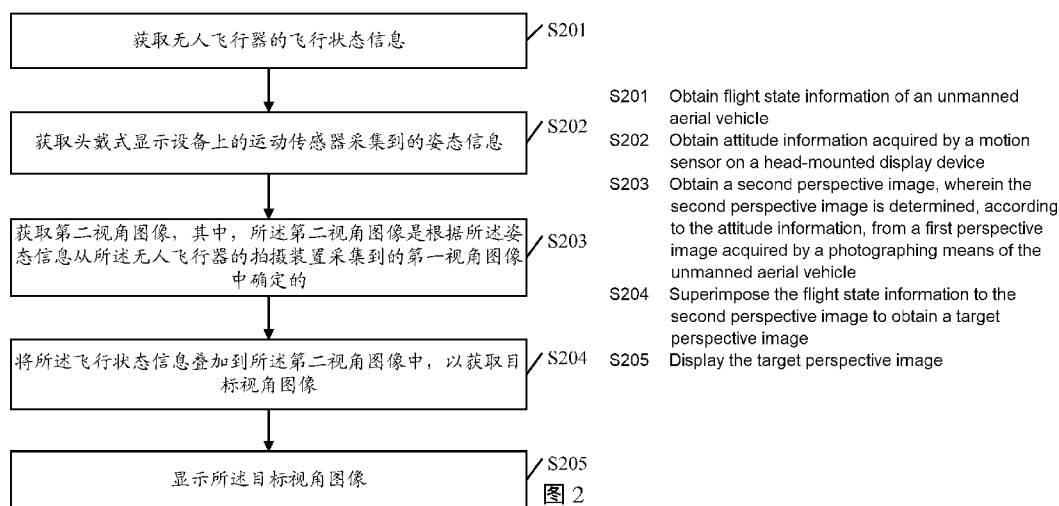 获取无人飞行器的飞行状态信息
S201
获取头戴式显示设备上的运动传感器采集到的姿态信息
S202
获取第二视角图像，其中，所述第二视角图像是根据所述姿
态信息从所述无人飞行器的拍摄装置采集到的第一视角图像
中确定的
S203
将所述飞行状态信息叠加到所述第二视角图像中，以获取目
标视角图像
S204
显示所述目标视角图像
S205
图 2
S201 Obtain flight state information of an unmanned
aerial vehicle
S202 Obtain attitude information acquired by a motion
sensor on a head-mounted display device
S203 Obtain a second perspective image, wherein the
second perspective image is determined, according
to the attitude information, from a first perspective
image acquired by a photographing means of the
unmanned aerial vehicle
S204 Superimpose the flight state information to the
second perspective image to obtain a target
perspective image
S205 Display the target perspective image